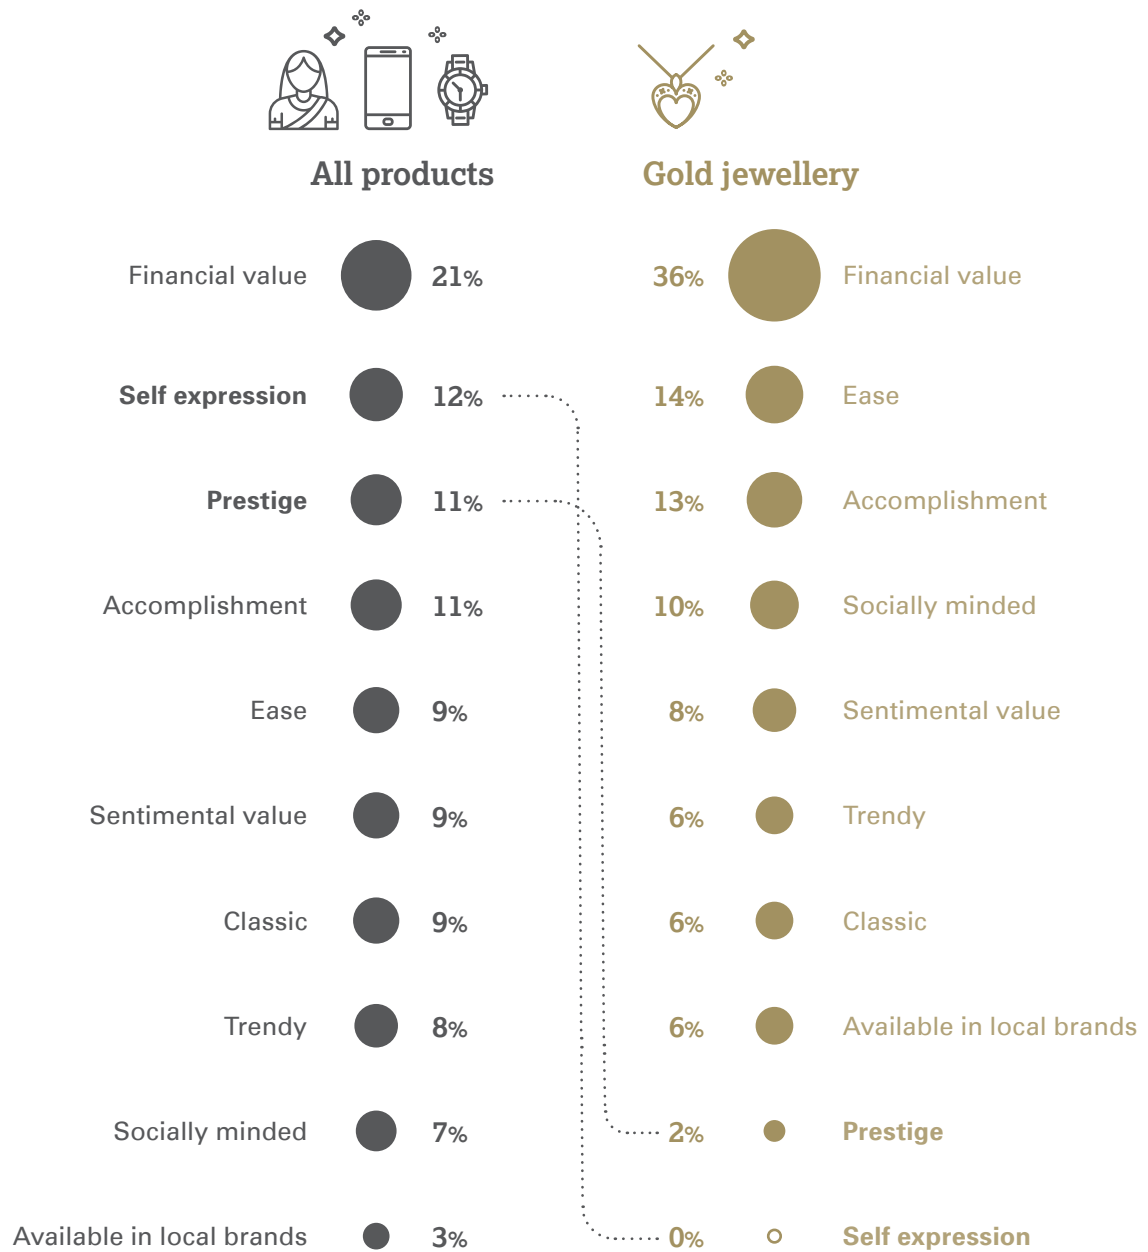 All products Gold jewellery
Financial value 21% 36% Financial value
Self expression 12% 14% Ease
Prestige 11% 13% Accomplishment
Accomplishment 11% 10% Socially minded
Ease 9% 8% Sentimental value
Sentimental value 9% 6% Trendy
Classic 9% 6% Classic
Trendy 8% 6% Available in local brands
Socially minded 7% 2% Prestige
Available in local brands 3% 0% Self expression